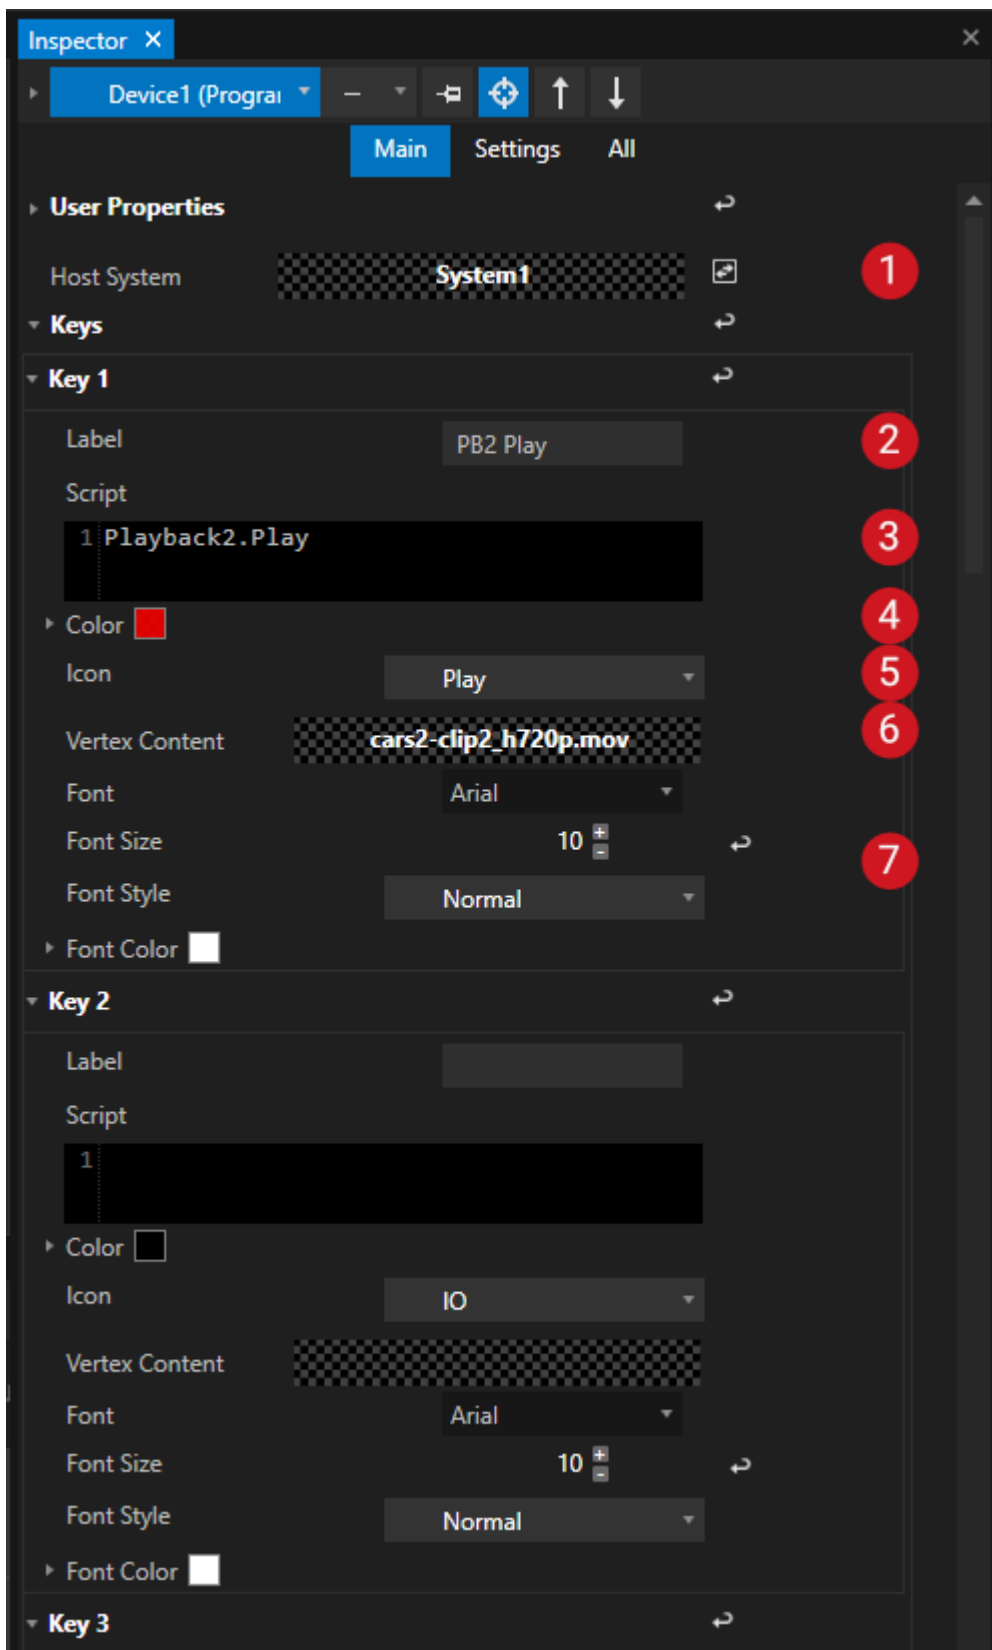 Inspector
Device1 (Progra
Main Settings All
User Properties
Host System System1 1
Keys
Key 1
Label PB2 Play 2
Script
1 Playback2.Play 3
Color 4
Icon Play 5
Vertex Content cars2-clip2_h720p.mov 6
Font Arial
Font Size 10 7
Font Style Normal
Font Color
Key 2
Label
Script
1
Color
Icon IO
Vertex Content
Font Arial
Font Size 10
Font Style Normal
Font Color
Key 3